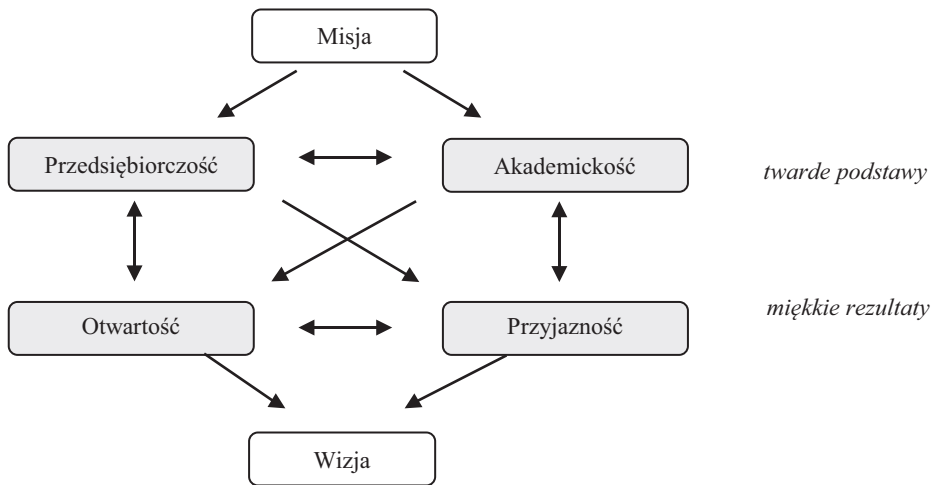 Misja
Przedsiębiorczość
Akademickość
twarde podstawy
Otwartość
Przyjazność
miękkie rezultaty
Wizja